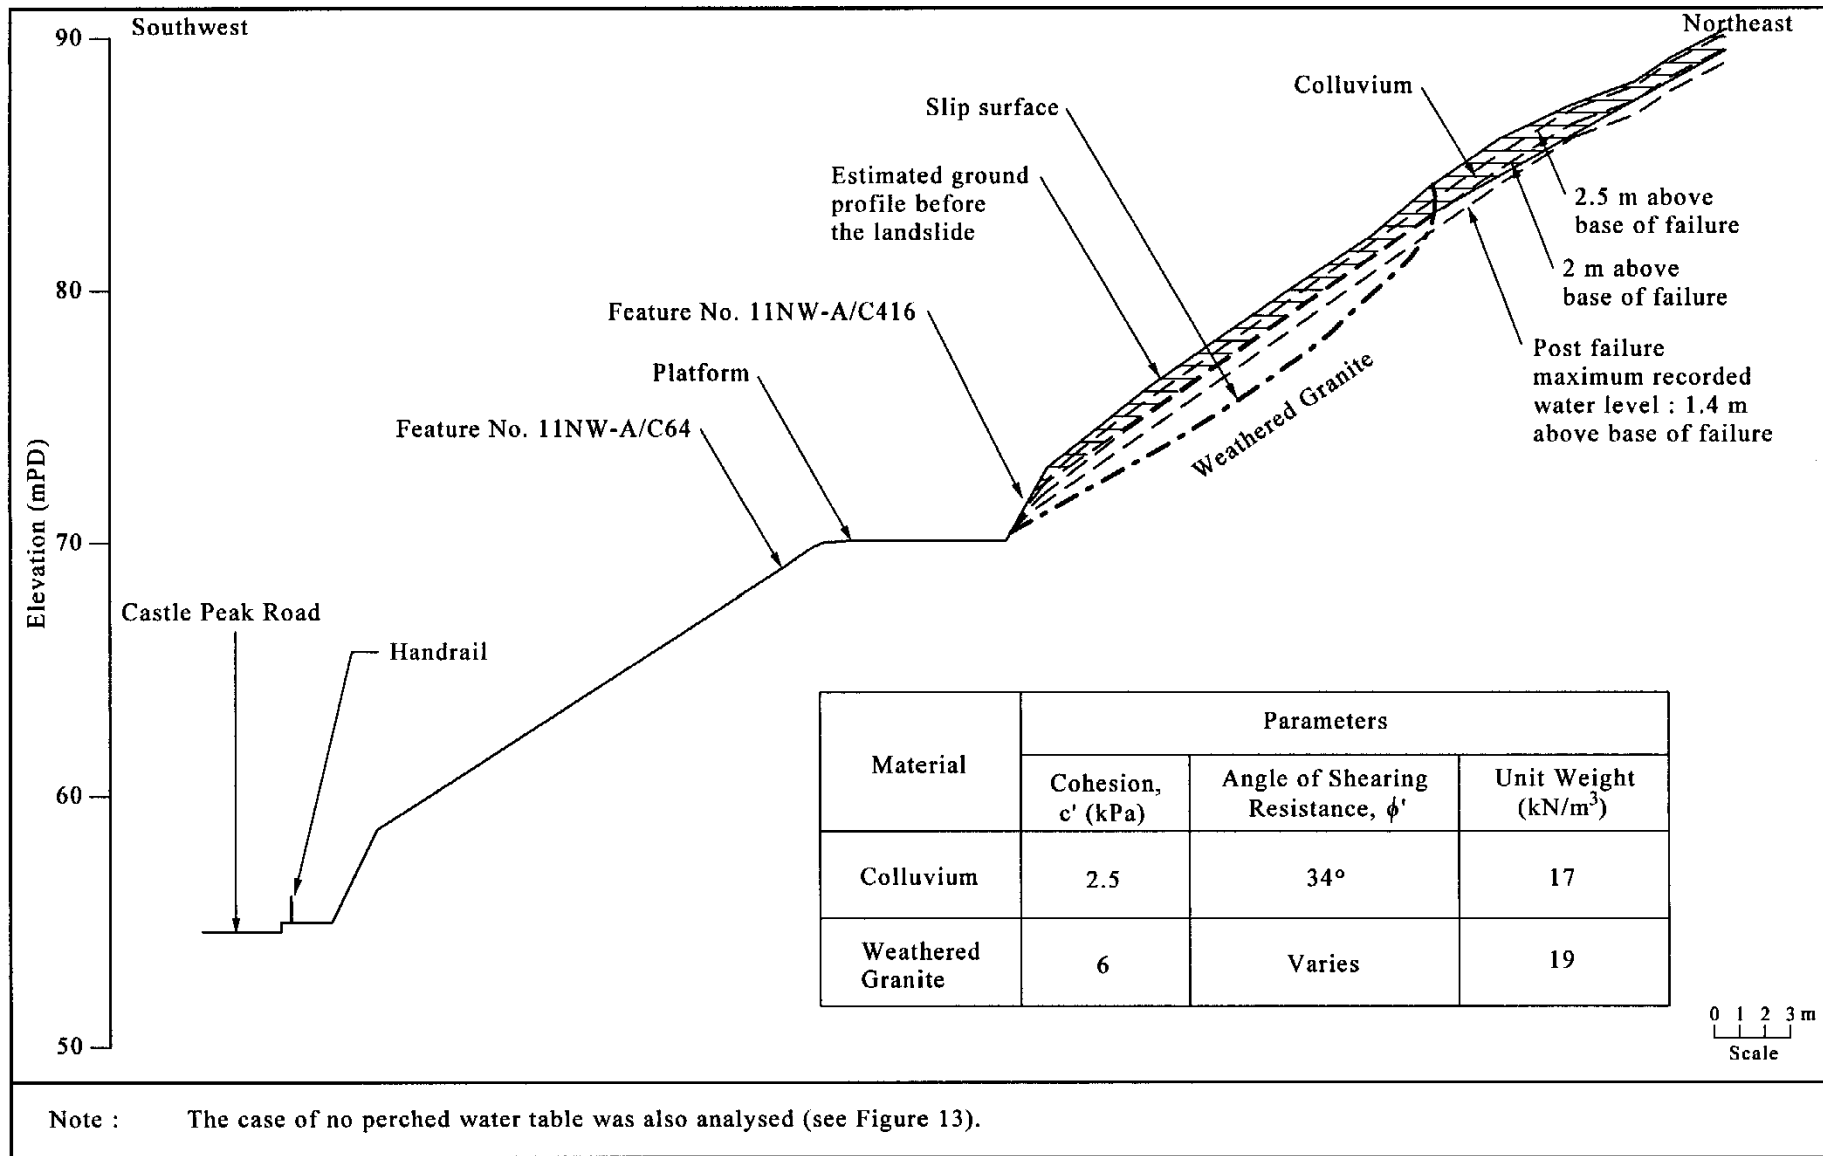 Southwest
Northeast
90
80
70
60
50
Elevation (mPD)
Colluvium
Slip surface
Estimated ground
profile before
the landslide
2.5 m above
base of failure
2 m above
base of failure
Feature No. 11NW-A/C416
Post failure
maximum recorded
water level : 1.4 m
above base of failure
Platform
Weathered Granite
Feature No. 11NW-A/C64
Castle Peak Road
Handrail
Material
Parameters
Cohesion,
c' (kPa)
Angle of Shearing
Resistance, ϕ'
Unit Weight
(kN/m³)
Colluvium 2.5 34º 17
Weathered
Granite
6 Varies 19
0 1 2 3 m
Scale
Note : The case of no perched water table was also analysed (see Figure 13).